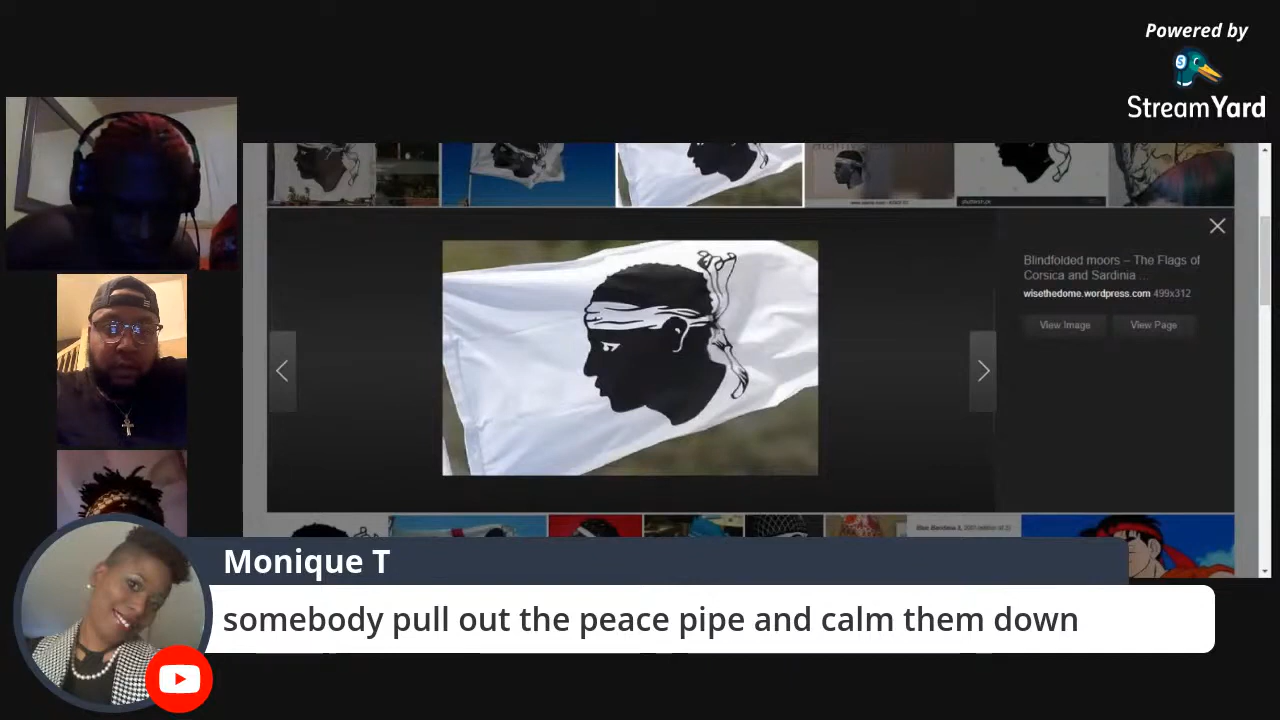 Powered by
StreamYard
Blindfolded moors – The Flags of
Corsica and Sardinia ...
wisethedome.wordpress.com 499x312
View Image
View Page
Monique T
somebody pull out the peace pipe and calm them down